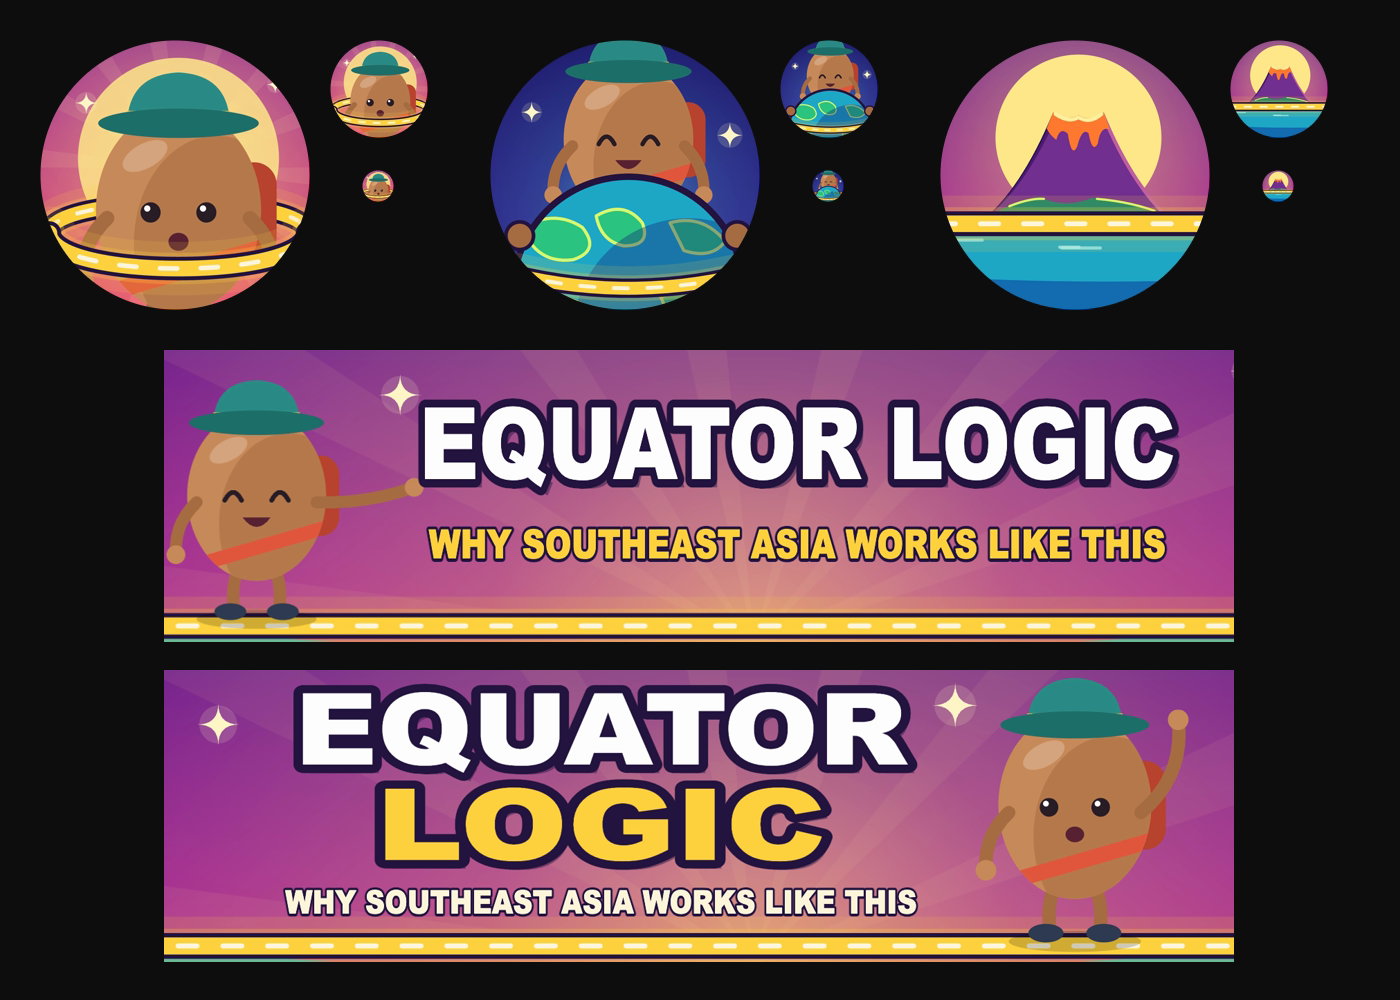 EQUATOR LOGIC
WHY SOUTHEAST ASIA WORKS LIKE THIS
EQUATOR
LOGIC
WHY SOUTHEAST ASIA WORKS LIKE THIS